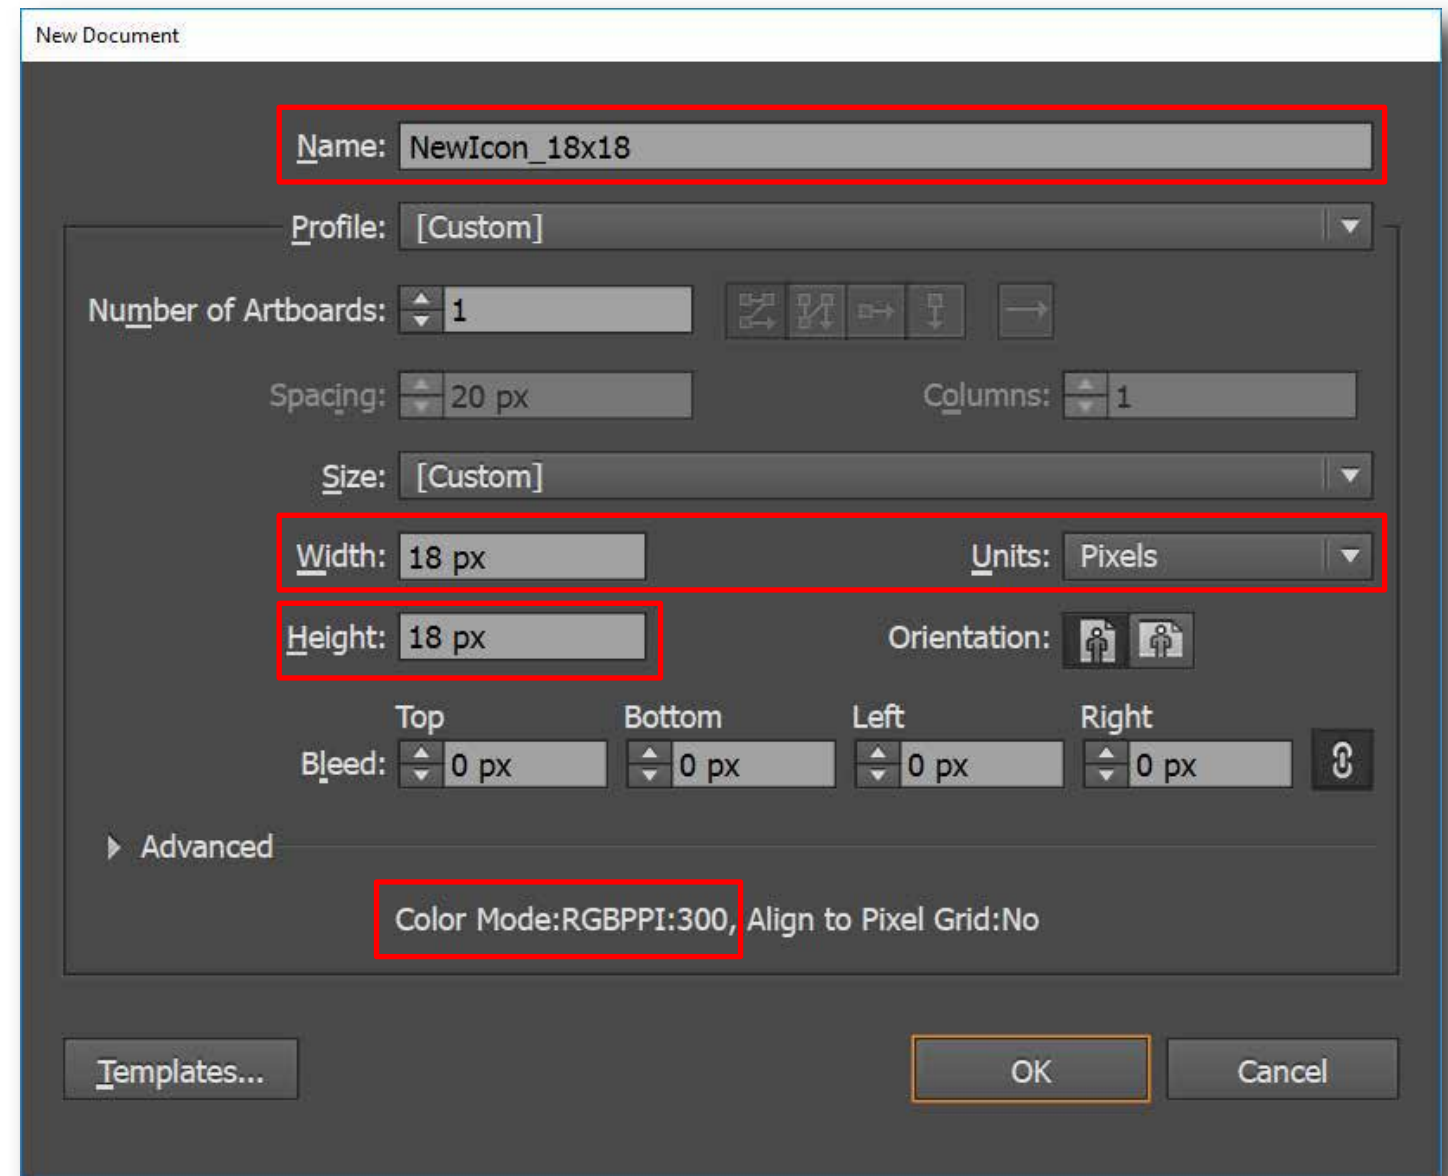 New Document
Name: NewIcon_18x18
Profile: [Custom]
Number of Artboards: 1
Spacing: 20 px Columns: 1
Size: [Custom]
Width: 18 px Units: Pixels
Height: 18 px Orientation:
Top Bottom Left Right
Bleed: 0 px 0 px 0 px 0 px
Advanced
Color Mode:RGBPPI:300, Align to Pixel Grid:No
Templates... OK Cancel